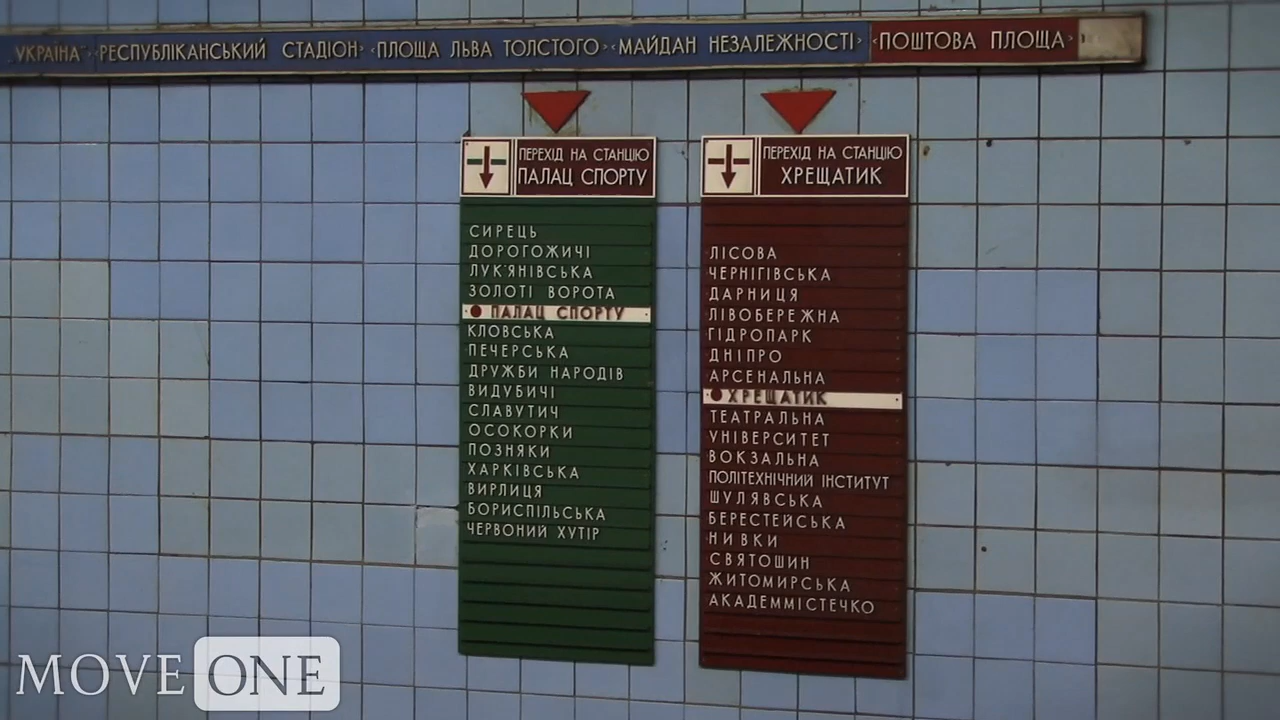 УКРАЇНА" ‹РЕСПУБЛІКАНСЬКИЙ СТАДІОН› ‹ПЛОЩА ЛЬВА ТОЛСТОГО› ‹МАЙДАН НЕЗАЛЕЖНОСТІ› ‹ПОШТОВА ПЛОЩА›
ПЕРЕХІД НА СТАНЦІЮ
ПАЛАЦ СПОРТУ
СИРЕЦЬ
ДОРОГОЖИЧІ
ЛУК'ЯНІВСЬКА
ЗОЛОТІ ВОРОТА
ПАЛАЦ СПОРТУ
КЛОВСЬКА
ПЕЧЕРСЬКА
ДРУЖБИ НАРОДІВ
ВИДУБИЧІ
СЛАВУТИЧ
ОСОКОРКИ
ПОЗНЯКИ
ХАРКІВСЬКА
ВИРЛИЦЯ
БОРИСПІЛЬСЬКА
ЧЕРВОНИЙ ХУТІР
ПЕРЕХІД НА СТАНЦІЮ
ХРЕЩАТИК
ЛІСОВА
ЧЕРНІГІВСЬКА
ДАРНИЦЯ
ЛІВОБЕРЕЖНА
ГІДРОПАРК
ДНІПРО
АРСЕНАЛЬНА
ХРЕЩАТИК
ТЕАТРАЛЬНА
УНІВЕРСИТЕТ
ВОКЗАЛЬНА
ПОЛІТЕХНІЧНИЙ ІНСТИТУТ
ШУЛЯВСЬКА
БЕРЕСТЕЙСЬКА
НИВКИ
СВЯТОШИН
ЖИТОМИРСЬКА
АКАДЕММІСТЕЧКО
MOVE ONE